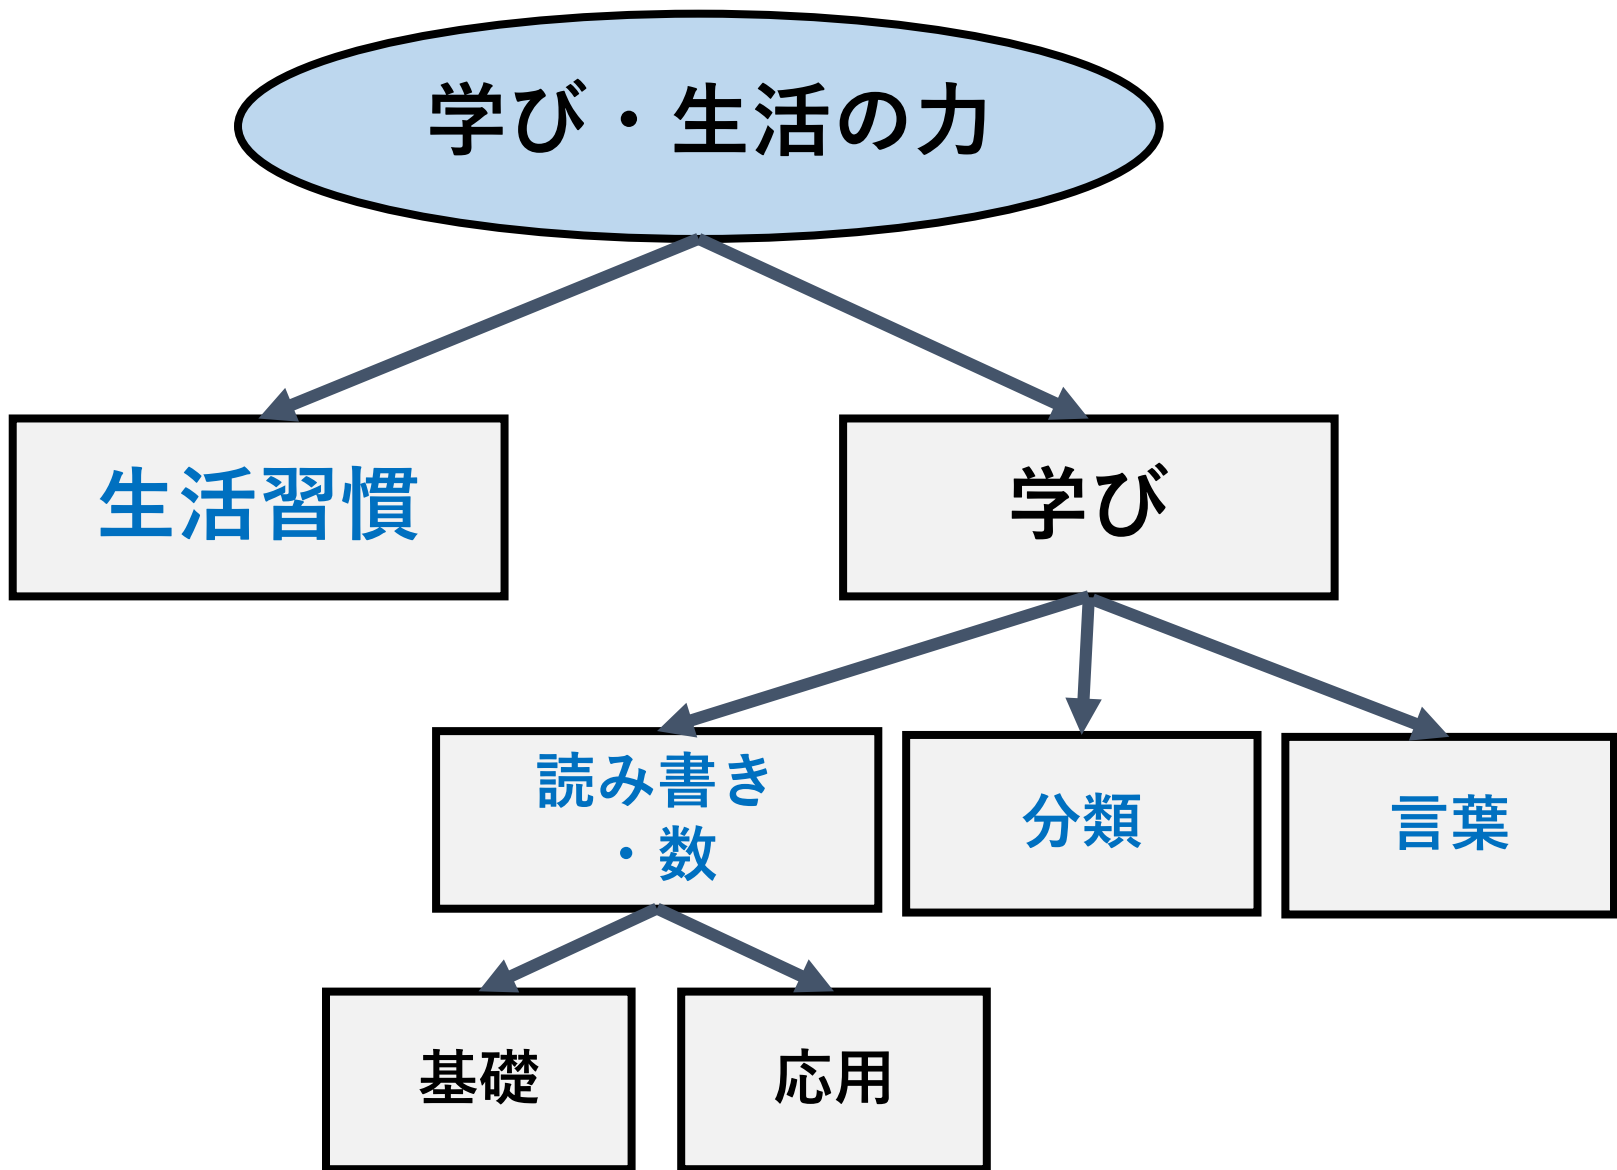 学び・生活の力
生活習慣
学び
読み書き
・数
分類
言葉
基礎
応用